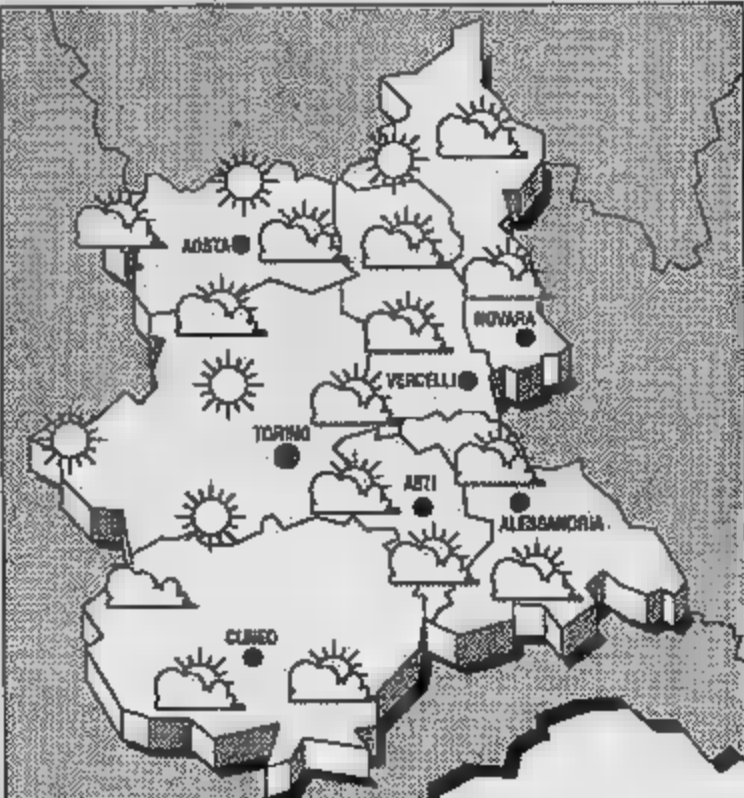 AOSTA
NOVARA
VERCELLI
TORINO
ASTI
ALESSANDRIA
CUNEO